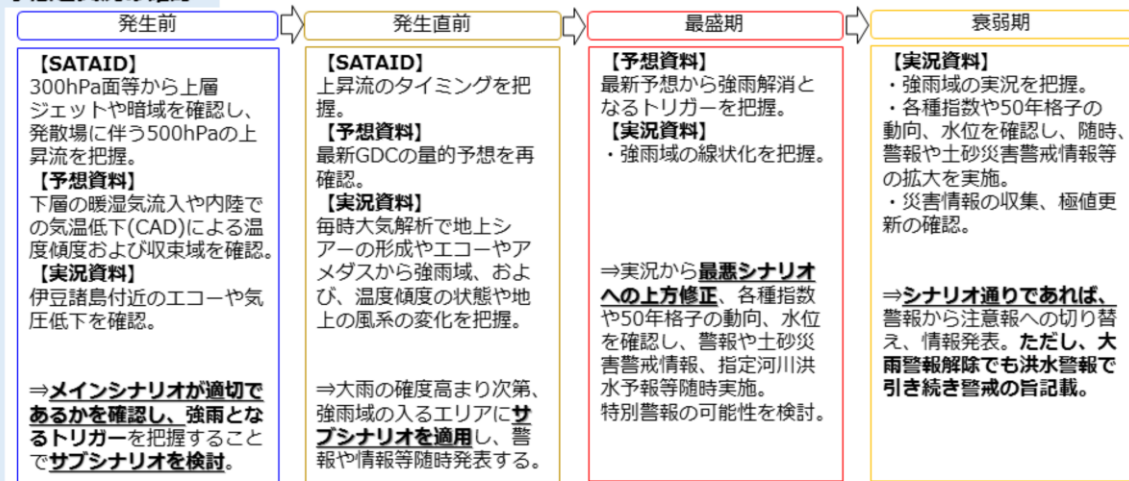 発生前
発生直前
最盛期
衰弱期
【SATAID】
300hPa面等から上層
ジェットや暗域を確認し、
発散場に伴う500hPaの上
昇流を把握。
【予想資料】
下層の暖湿気流入や内陸で
の気温低下(CAD)による温
度傾度および収束域を確認。
【実況資料】
伊豆諸島付近のエコーや気
圧低下を確認。
⇒メインシナリオが適切で
あるかを確認し、強雨とな
るトリガーを把握すること
でサブシナリオを検討。
【SATAID】
上昇流のタイミングを把
握。
【予想資料】
最新GDCの量的予想を再
確認。
【実況資料】
毎時大気解析で地上シ
アーの形成やエコーやア
メダスから強雨域、およ
び、温度傾度の状態や地
上の風系の変化を把握。
⇒大雨の確度高まり次第、
強雨域の入るエリアにサ
ブシナリオを適用し、警
報や情報等随時発表する。
【予想資料】
最新予想から強雨解消と
なるトリガーを把握。
【実況資料】
・強雨域の線状化を把握。
⇒実況から最悪シナリオ
への上方修正、各種指数
や50年格子の動向、水位
を確認し、警報や土砂災
害警戒情報、指定河川洪
水予報等随時実施。
特別警報の可能性を検討。
【実況資料】
・強雨域の実況を把握。
・各種指数や50年格子の
動向、水位を確認し、随時、
警報や土砂災害警戒情報等
の拡大を実施。
・災害情報の収集、極値更
新の確認。
⇒シナリオ通りであれば、
警報から注意報への切り替
え、情報発表。ただし、大
雨警報解除でも洪水警報で
引き続き警戒の旨記載。